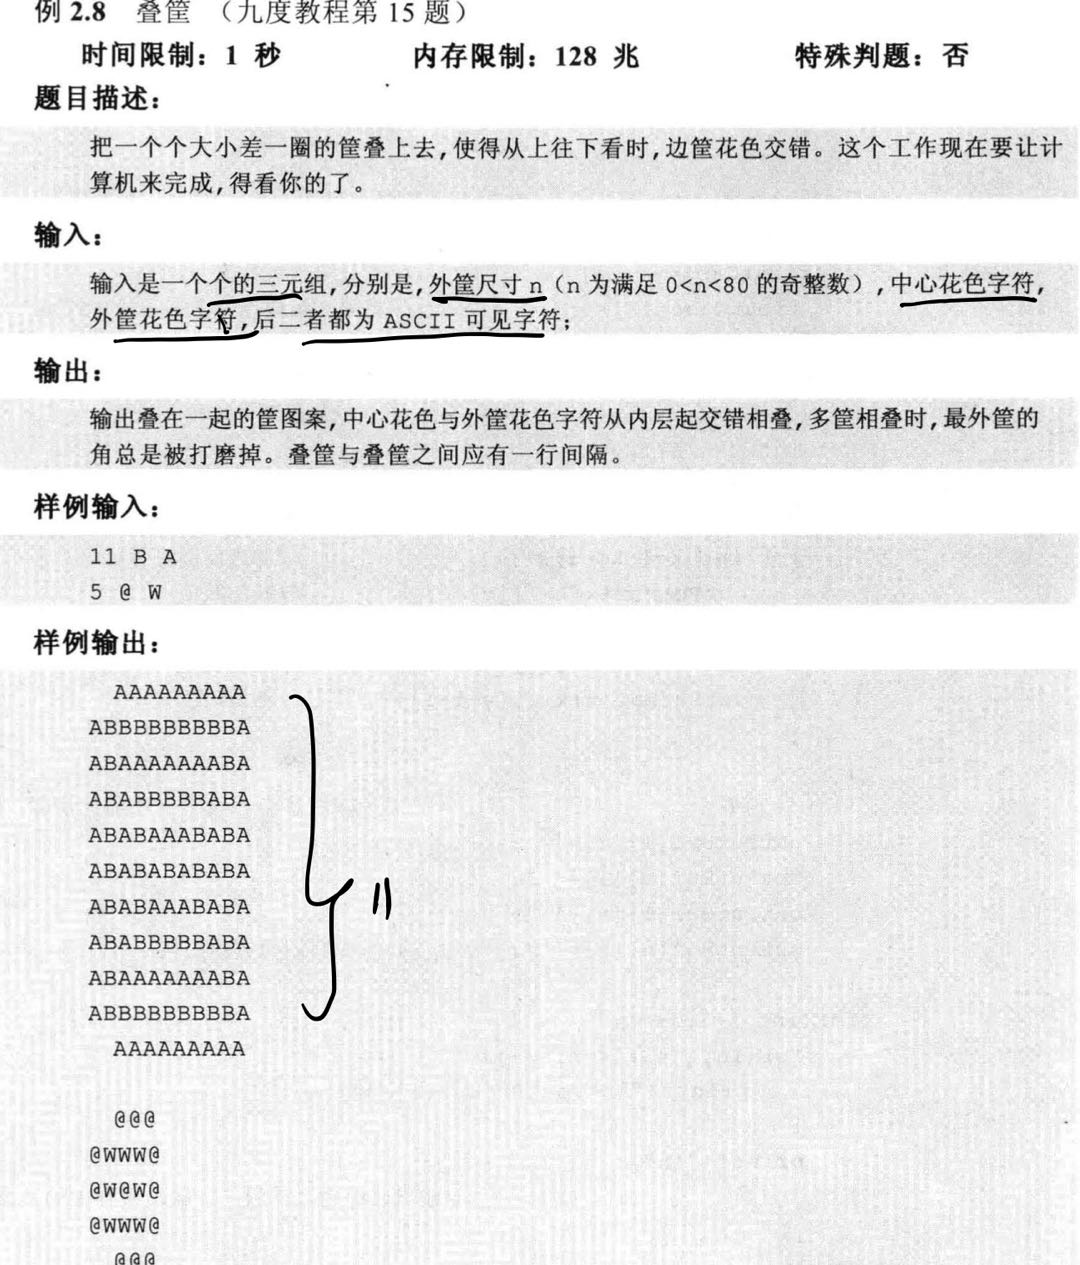 例 2.8 叠筐 （九度教程第 15 题）
时间限制：1 秒 内存限制：128 兆 特殊判题：否
题目描述：
把一个个大小差一圈的筐叠上去，使得从上往下看时，边筐花色交错。这个工作现在要让计
算机来完成，得看你的了。
输入：
输入是一个个的三元组，分别是，外筐尺寸 n（n 为满足 0<n<80 的奇整数），中心花色字符，
外筐花色字符，后二者都为 ASCII 可见字符；
输出：
输出叠在一起的筐图案，中心花色与外筐花色字符从内层起交错相叠，多筐相叠时，最外筐的
角总是被打磨掉。叠筐与叠筐之间应有一行间隔。
样例输入：
11 B A
5 @ W
样例输出：
AAAAAAAAA
ABBBBBBBBBA
ABAAAAAAABA
ABABBBBBABA
ABABAAABABA
ABABABABABA 11
ABABAAABABA
ABABBBBBABA
ABAAAAAAABA
ABBBBBBBBBA
AAAAAAAAA
@@@
@WWW@
@W@W@
@WWW@
@@@